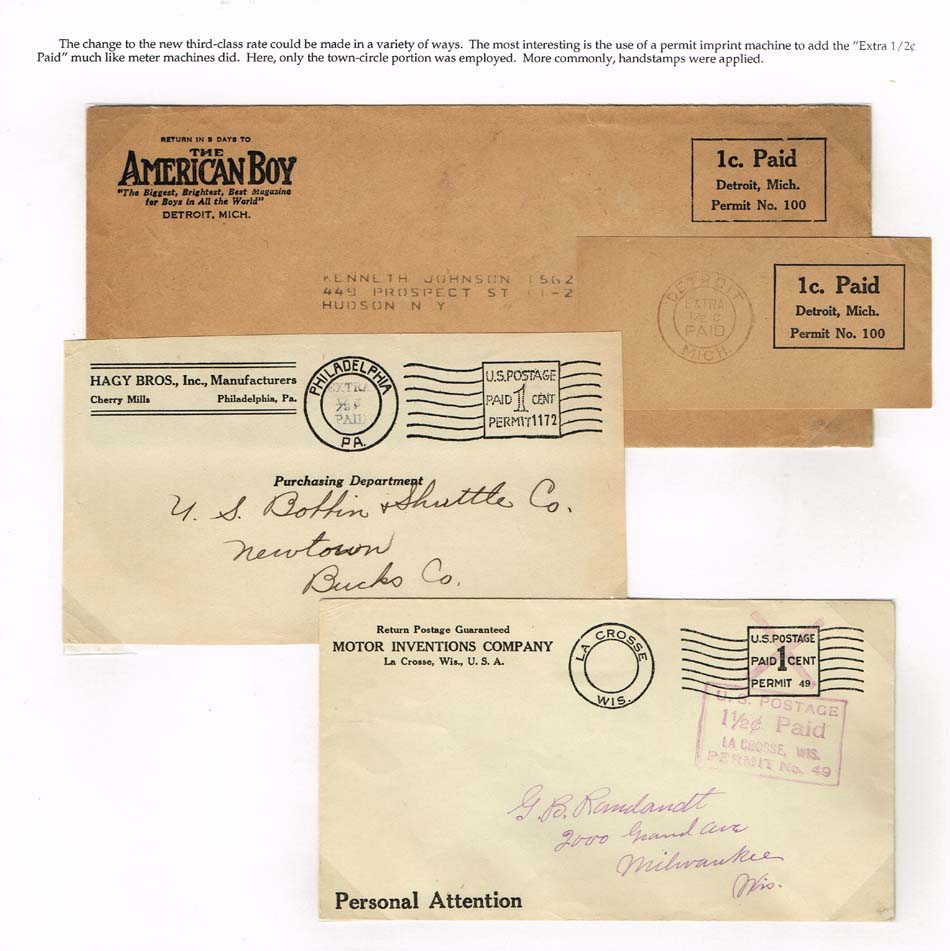 The change to the new third-class rate could be made in a variety of ways. The most interesting is the use of a permit imprint machine to add the "Extra 1/2¢
Paid" much like meter machines did. Here, only the town-circle portion was employed. More commonly, handstamps were applied.
RETURN IN 5 DAYS TO
THE
AMERICAN BOY
"The Biggest, Brightest, Best Magazine
for Boys in All the World"
DETROIT, MICH.
1c. Paid
Detroit, Mich.
Permit No. 100
KENNETH JOHNSON 1562
449 PROSPECT ST
HUDSON N Y
DETROIT
EXTRA
1/2 ¢
PAID
MICH.
1c. Paid
Detroit, Mich.
Permit No. 100
HAGY BROS., Inc., Manufacturers
Cherry Mills Philadelphia, Pa.
PHILADELPHIA
EXTRA
1/2 ¢
PAID
PA.
U.S. POSTAGE
PAID 1 CENT
PERMIT 1172
Purchasing Department
U. S. Bobbin & Shuttle Co.
Newtown
Bucks Co.
Return Postage Guaranteed
MOTOR INVENTIONS COMPANY
La Crosse, Wis., U. S. A.
LA CROSSE
WIS.
U.S. POSTAGE
PAID 1 CENT
PERMIT 49
U.S. POSTAGE
1½¢ Paid
LA CROSSE, WIS.
PERMIT No. 49
G. B. Randandt
2000 Grand Ave
Milwaukee
Wis.
Personal Attention